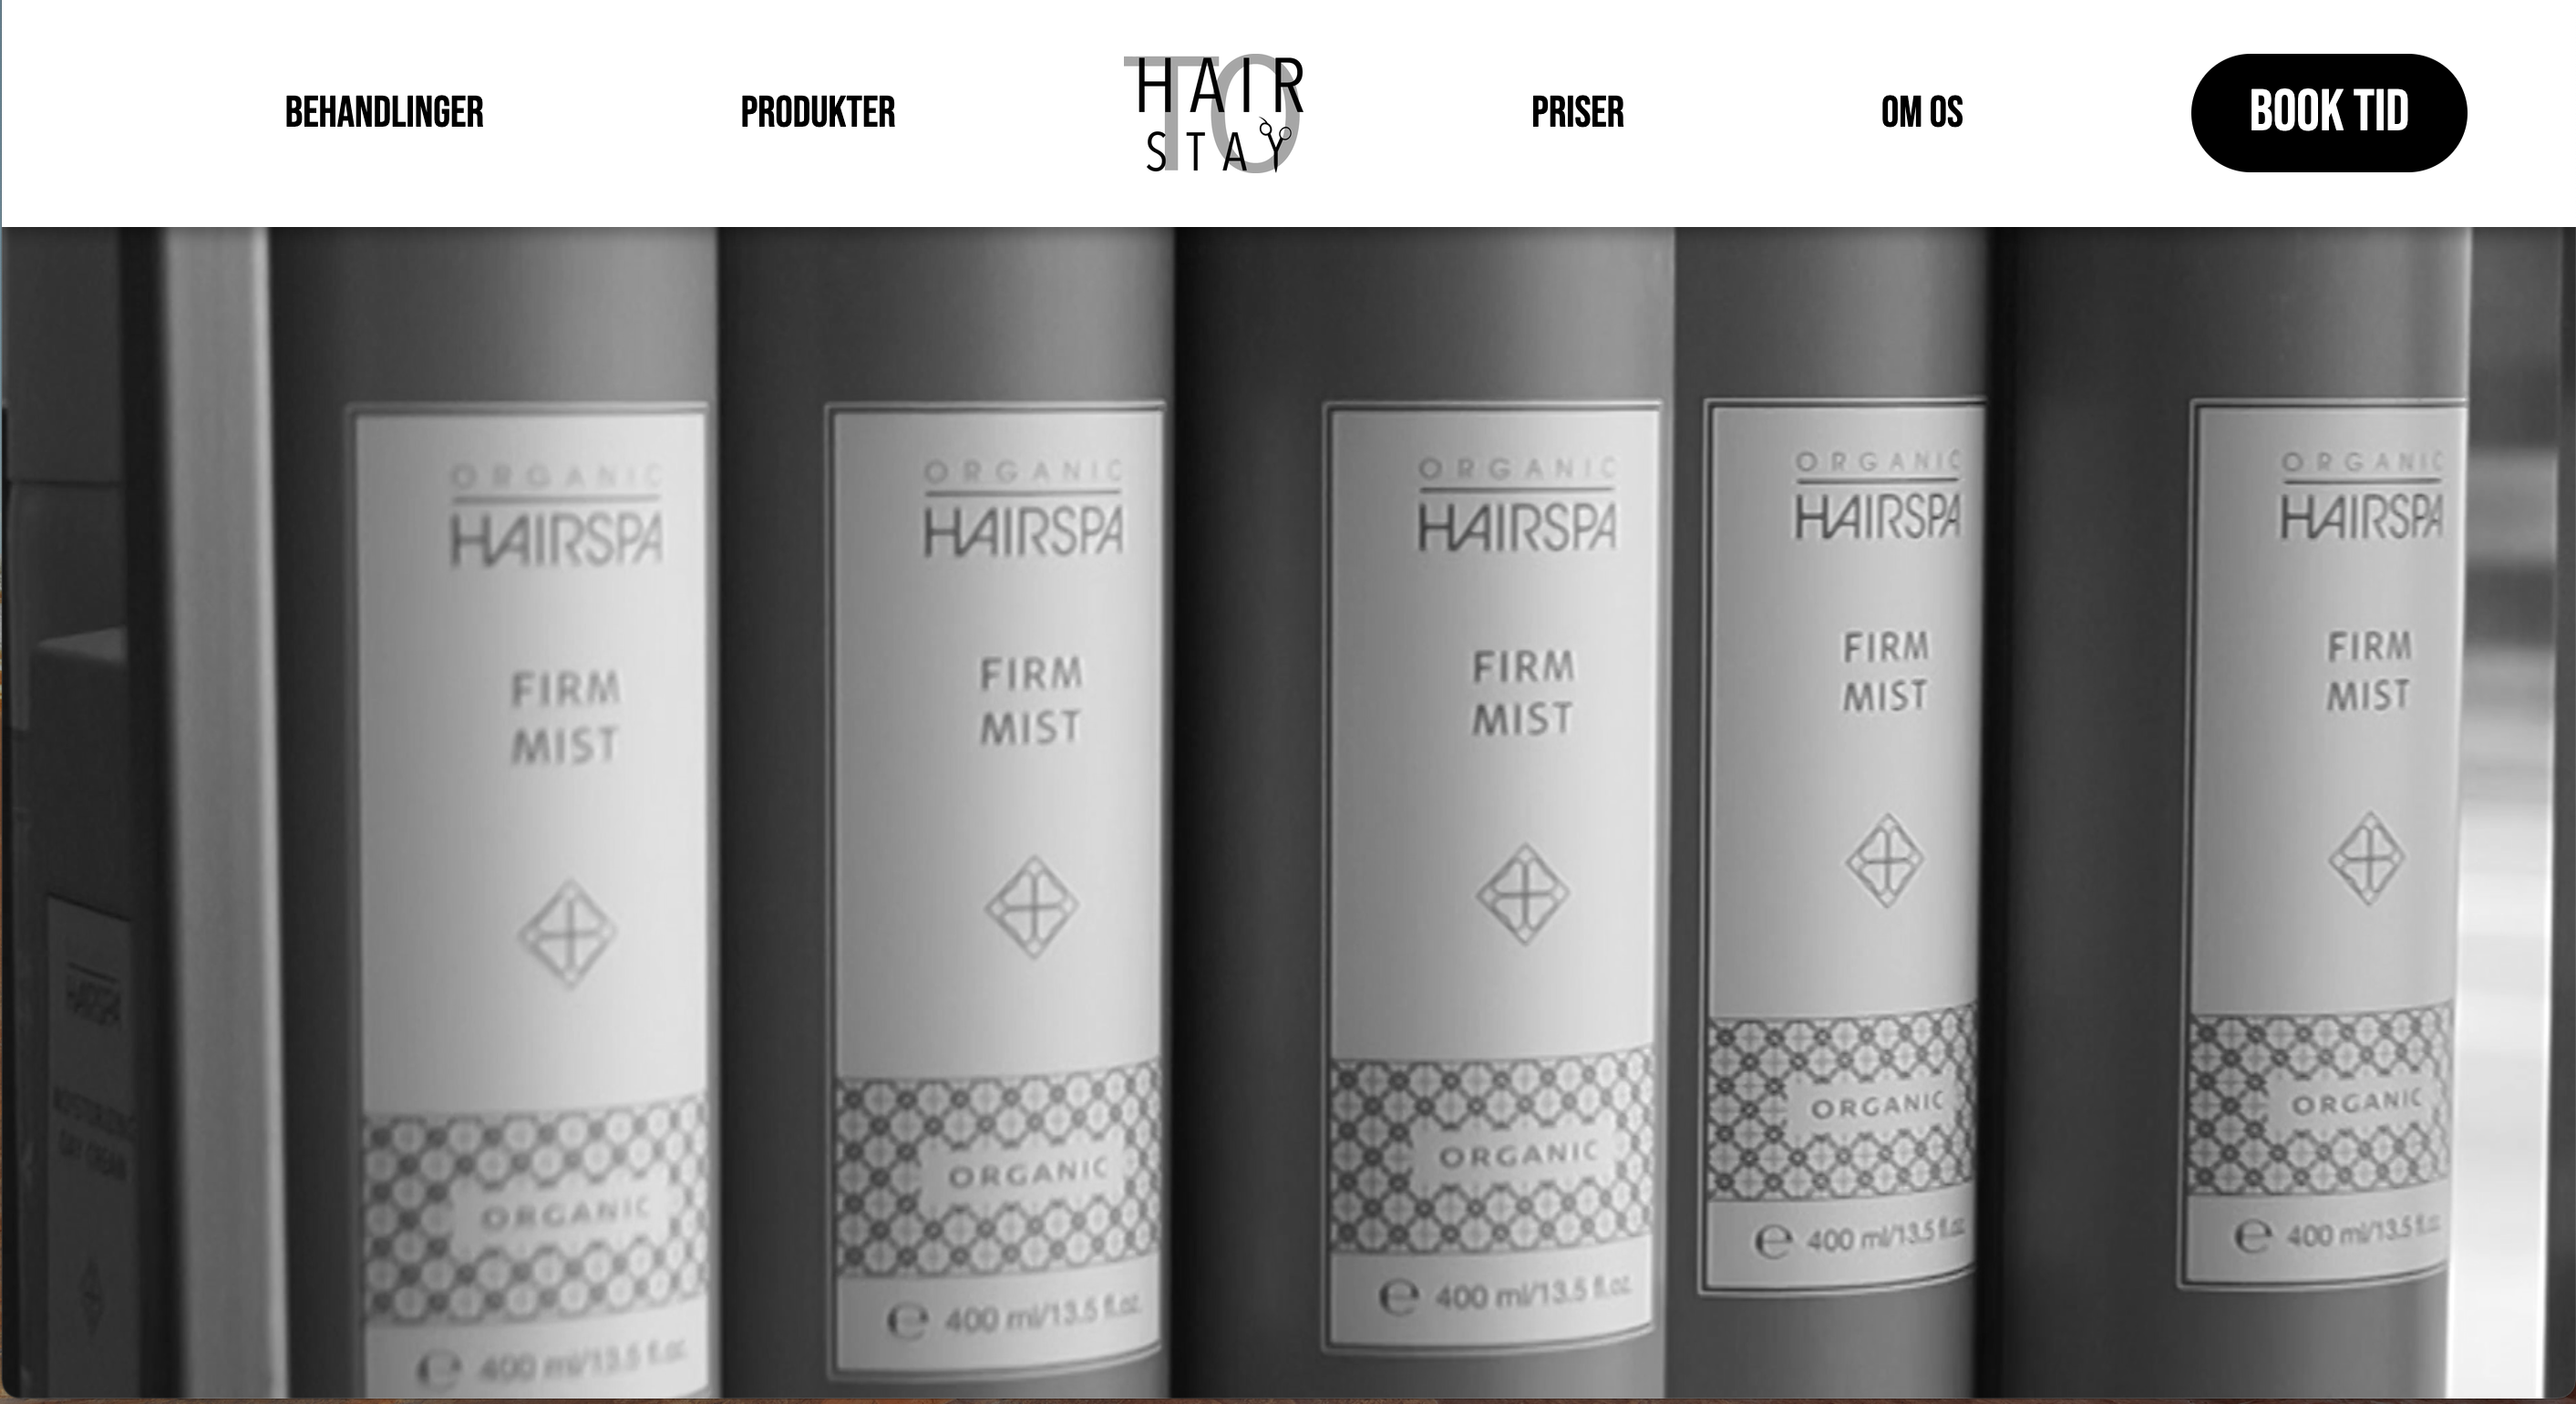 BEHANDLINGER
PRODUKTER
HAIR
TO
STAY
PRISER
OM OS
BOOK TID
ORGANIC
HAIRSPA
FIRM
MIST
ORGANIC
400 ml/13.5 fl.oz.
ORGANIC
HAIRSPA
FIRM
MIST
ORGANIC
400 ml/13.5 fl.oz.
ORGANIC
HAIRSPA
FIRM
MIST
ORGANIC
400 ml/13.5 fl.oz.
ORGANIC
HAIRSPA
FIRM
MIST
ORGANIC
400 ml/13.5 fl.oz
ORGANIC
HAIRSPA
FIRM
MIST
ORGANIC
400 ml/13.5 fl.oz
HAIRSPA
DAY CREAM